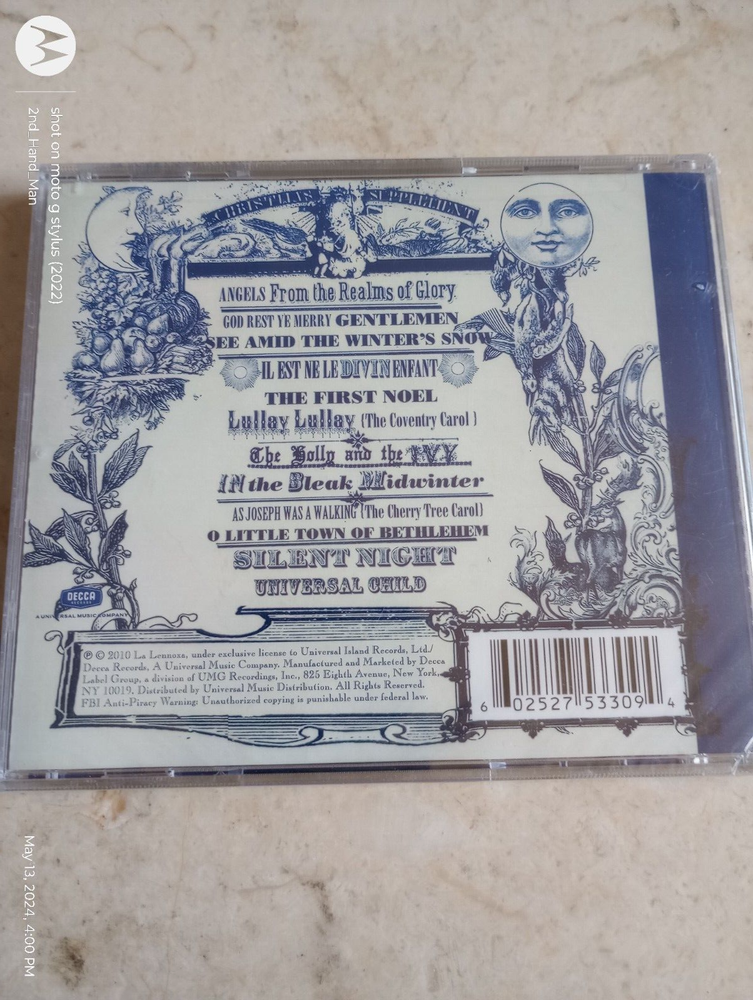 shot on moto g stylus (2022)
2nd_Hand_Man
CHRISTMAS SUPPLEMENT
ANGELS From the Realms of Glory
GOD REST YE MERRY GENTLEMEN
SEE AMID THE WINTER'S SNOW
IL EST NE LE DIVIN ENFANT
THE FIRST NOEL
Lullay Lullay (The Coventry Carol )
The Holly and the IVY
IN the Bleak Midwinter
AS JOSEPH WAS A WALKING (The Cherry Tree Carol)
O LITTLE TOWN OF BETHLEHEM
SILENT NIGHT
UNIVERSAL CHILD
DECCA
RECORDS
A UNIVERSAL MUSIC COMPANY
℗ © 2010 La Lennoxa, under exclusive license to Universal Island Records, Ltd./
Decca Records, A Universal Music Company. Manufactured and Marketed by Decca
Label Group, a division of UMG Recordings, Inc., 825 Eighth Avenue, New York,
NY 10019. Distributed by Universal Music Distribution. All Rights Reserved.
FBI Anti-Piracy Warning: Unauthorized copying is punishable under federal law.
6 02527 53309 4
May 13, 2024, 4:00 PM